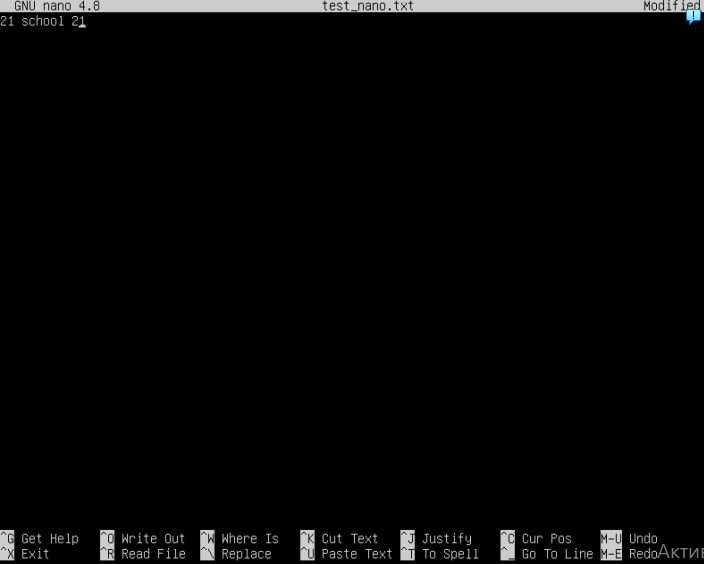 GNU nano 4.8 test_nano.txt Modified
21 school 21
^G Get Help ^O Write Out ^W Where Is ^K Cut Text ^J Justify ^C Cur Pos M-U Undo
^X Exit ^R Read File ^\ Replace ^U Paste Text ^T To Spell ^_ Go To Line M-E Redo